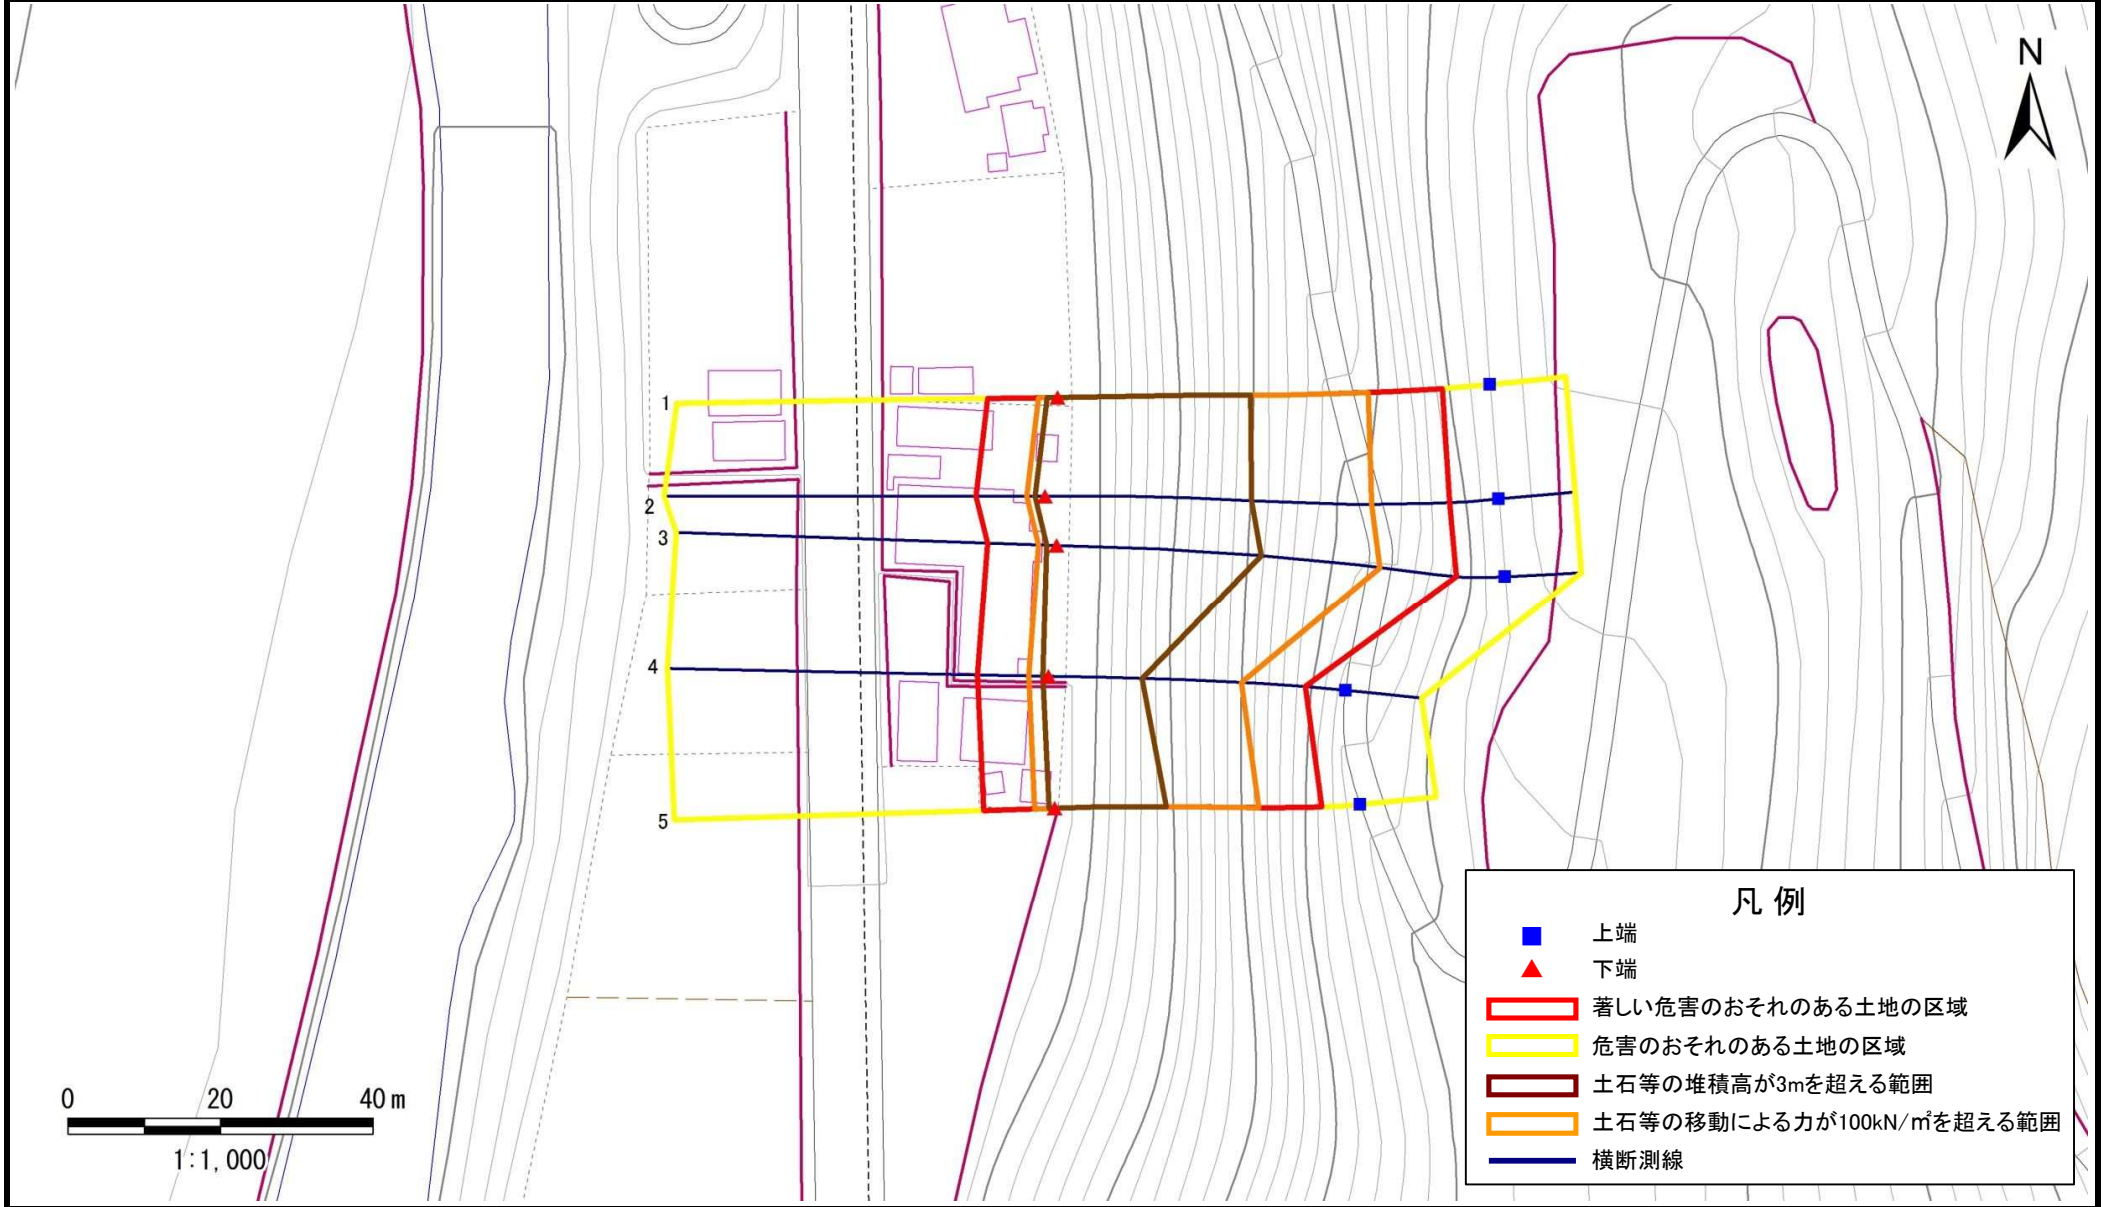 N
1
2
3
4
5
0 20 40 m
1:1,000
凡 例
上端
下端
著しい危害のおそれのある土地の区域
危害のおそれのある土地の区域
土石等の堆積高が3mを超える範囲
土石等の移動による力が100kN/㎡を超える範囲
横断測線